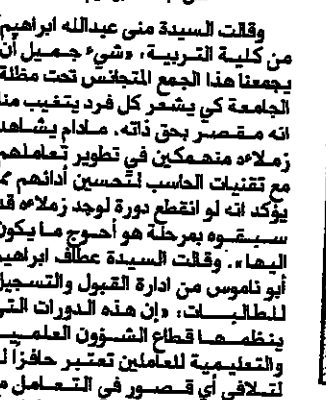 وقالت السيدة منى عبدالله ابراهيم
من كلية التربية، «شيء جميل أن
يجمعنا هذا الجمع المتجانس تحت مظلة
الجامعة كي يشعر كل فرد يتغيب منا
انه مقصر بحق ذاته، مادام يشاهد
زملاءه منهمكين في تطوير تعاملهم
مع تقنيات الحاسب لتحسين أدائهم مما
يؤكد انه لو انقطع دورة لوجد زملاءه قد
سبقوه بمرحلة هو أحوج ما يكون
اليها». وقالت السيدة عطاف ابراهيم
أبو ناموس من ادارة القبول والتسجيل
للطالبات: «إن هذه الدورات التي
ينظمها قطاع الشؤون العلمية
والتعليمية للعاملين تعتبر حافزاً
لتلافي أي قصور في التعامل